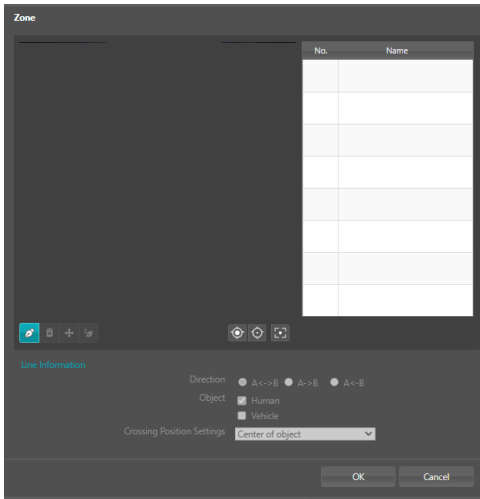 Zone
No. Name
Line Information
Direction A<->B A->B A<-B
Object Human
Vehicle
Crossing Position Settings Center of object
OK Cancel